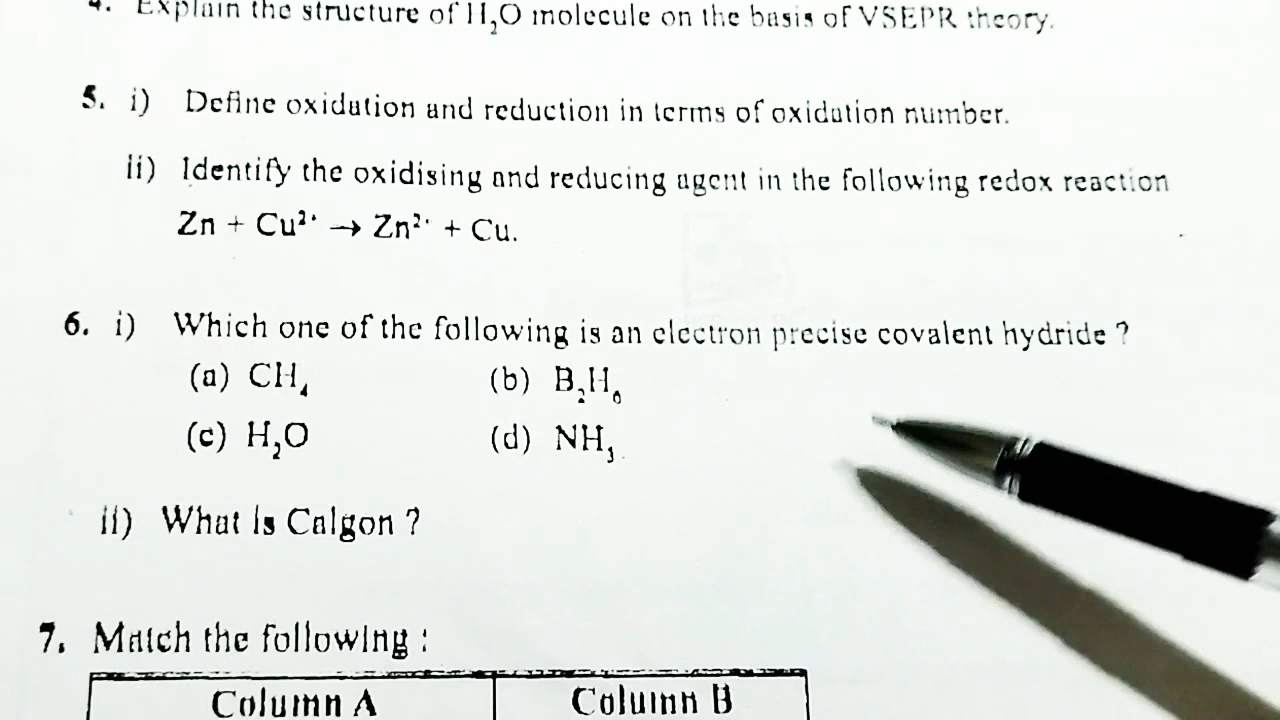 4. Explain the structure of H₂O molecule on the basis of VSEPR theory.
5. i) Define oxidation and reduction in terms of oxidation number.
ii) Identify the oxidising and reducing agent in the following redox reaction
Zn + Cu²⁺ → Zn²⁺ + Cu.
6. i) Which one of the following is an electron precise covalent hydride ?
(a) CH₄ (b) B₂H₆
(c) H₂O (d) NH₃
ii) What is Calgon ?
7. Match the following :
Column A Column B